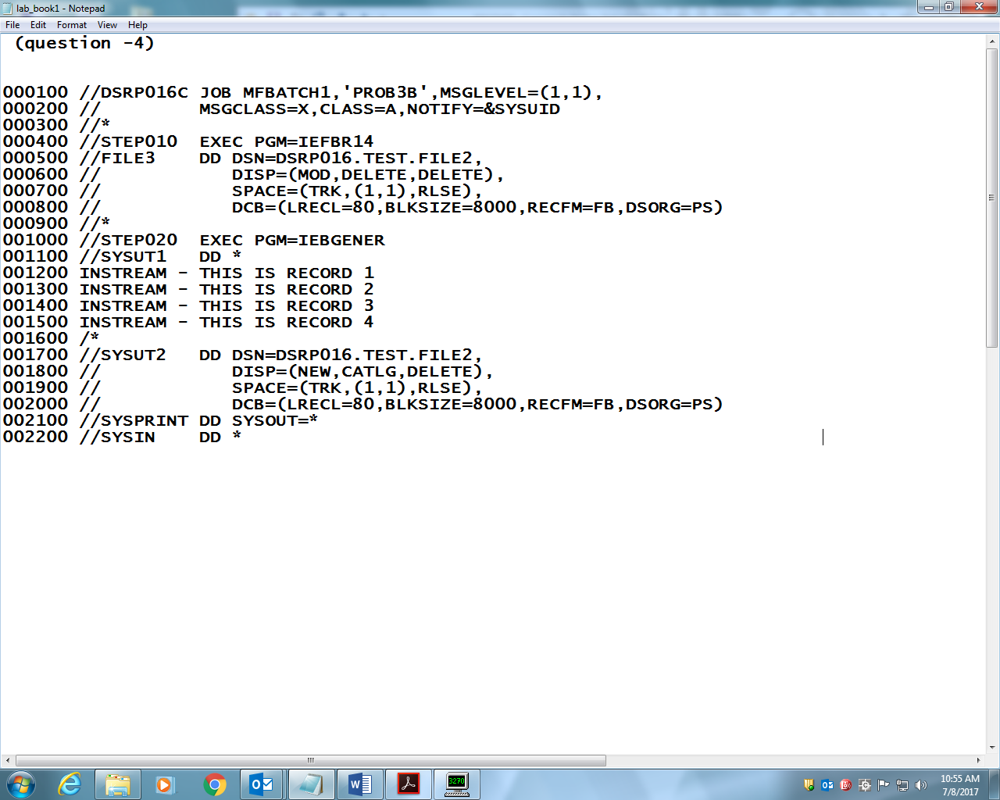 lab_book1 - Notepad
File Edit Format View Help
(question -4)
000100 //DSRP016C JOB MFBATCH1,'PROB3B',MSGLEVEL=(1,1),
000200 //         MSGCLASS=X,CLASS=A,NOTIFY=&SYSUID
000300 //*
000400 //STEP010  EXEC PGM=IEFBR14
000500 //FILE3    DD DSN=DSRP016.TEST.FILE2,
000600 //            DISP=(MOD,DELETE,DELETE),
000700 //            SPACE=(TRK,(1,1),RLSE),
000800 //            DCB=(LRECL=80,BLKSIZE=8000,RECFM=FB,DSORG=PS)
000900 //*
001000 //STEP020  EXEC PGM=IEBGENER
001100 //SYSUT1   DD *
001200 INSTREAM - THIS IS RECORD 1
001300 INSTREAM - THIS IS RECORD 2
001400 INSTREAM - THIS IS RECORD 3
001500 INSTREAM - THIS IS RECORD 4
001600 /*
001700 //SYSUT2   DD DSN=DSRP016.TEST.FILE2,
001800 //            DISP=(NEW,CATLG,DELETE),
001900 //            SPACE=(TRK,(1,1),RLSE),
002000 //            DCB=(LRECL=80,BLKSIZE=8000,RECFM=FB,DSORG=PS)
002100 //SYSPRINT DD SYSOUT=*
002200 //SYSIN    DD *
3270
10:55 AM
7/8/2017